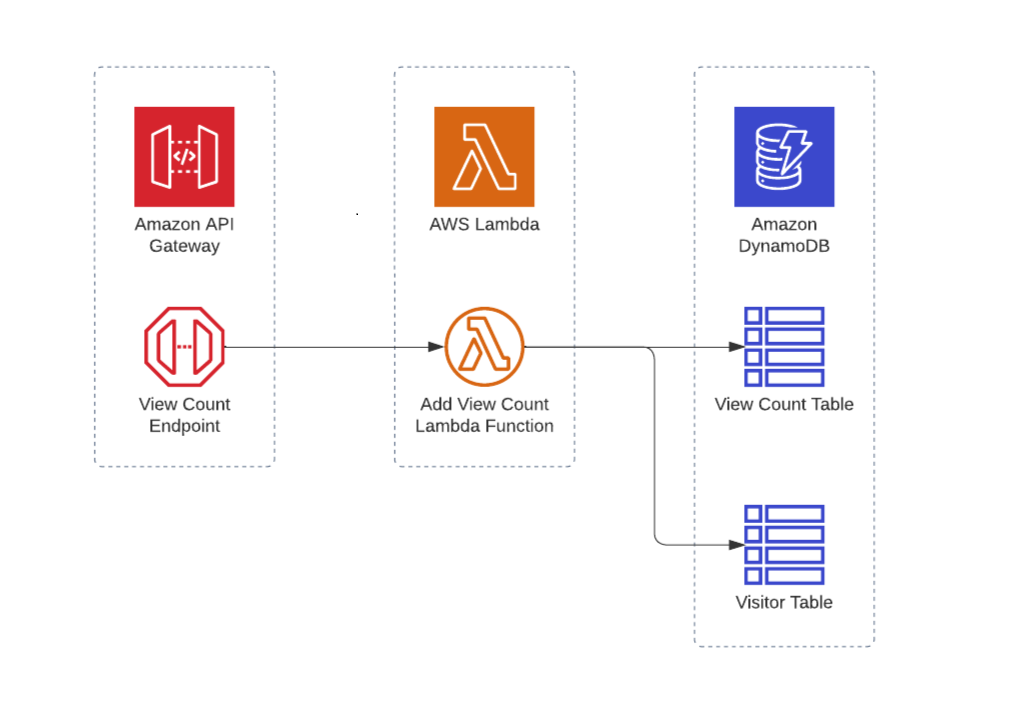 Amazon API
Gateway
AWS Lambda
Amazon
DynamoDB
View Count
Endpoint
Add View Count
Lambda Function
View Count Table
Visitor Table